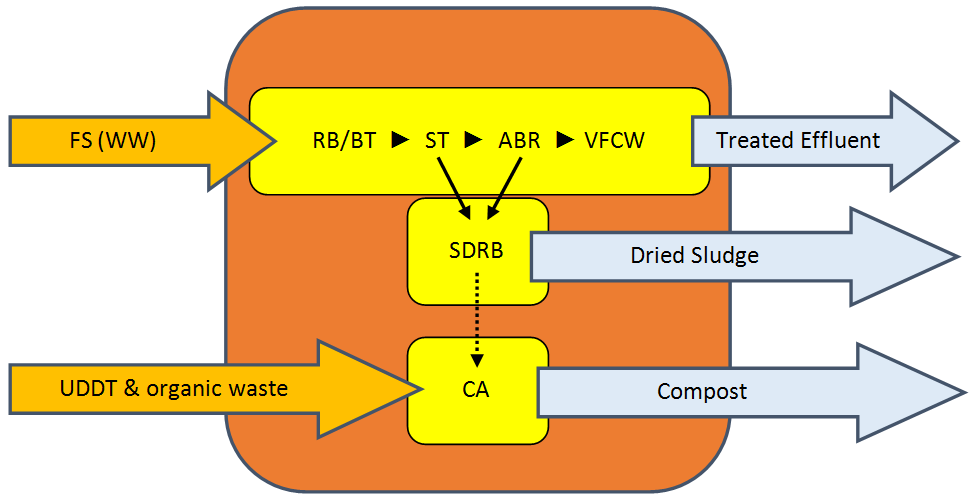 FS (WW)
RB/BT ► ST ► ABR ► VFCW
Treated Effluent
SDRB
Dried Sludge
UDDT & organic waste
CA
Compost